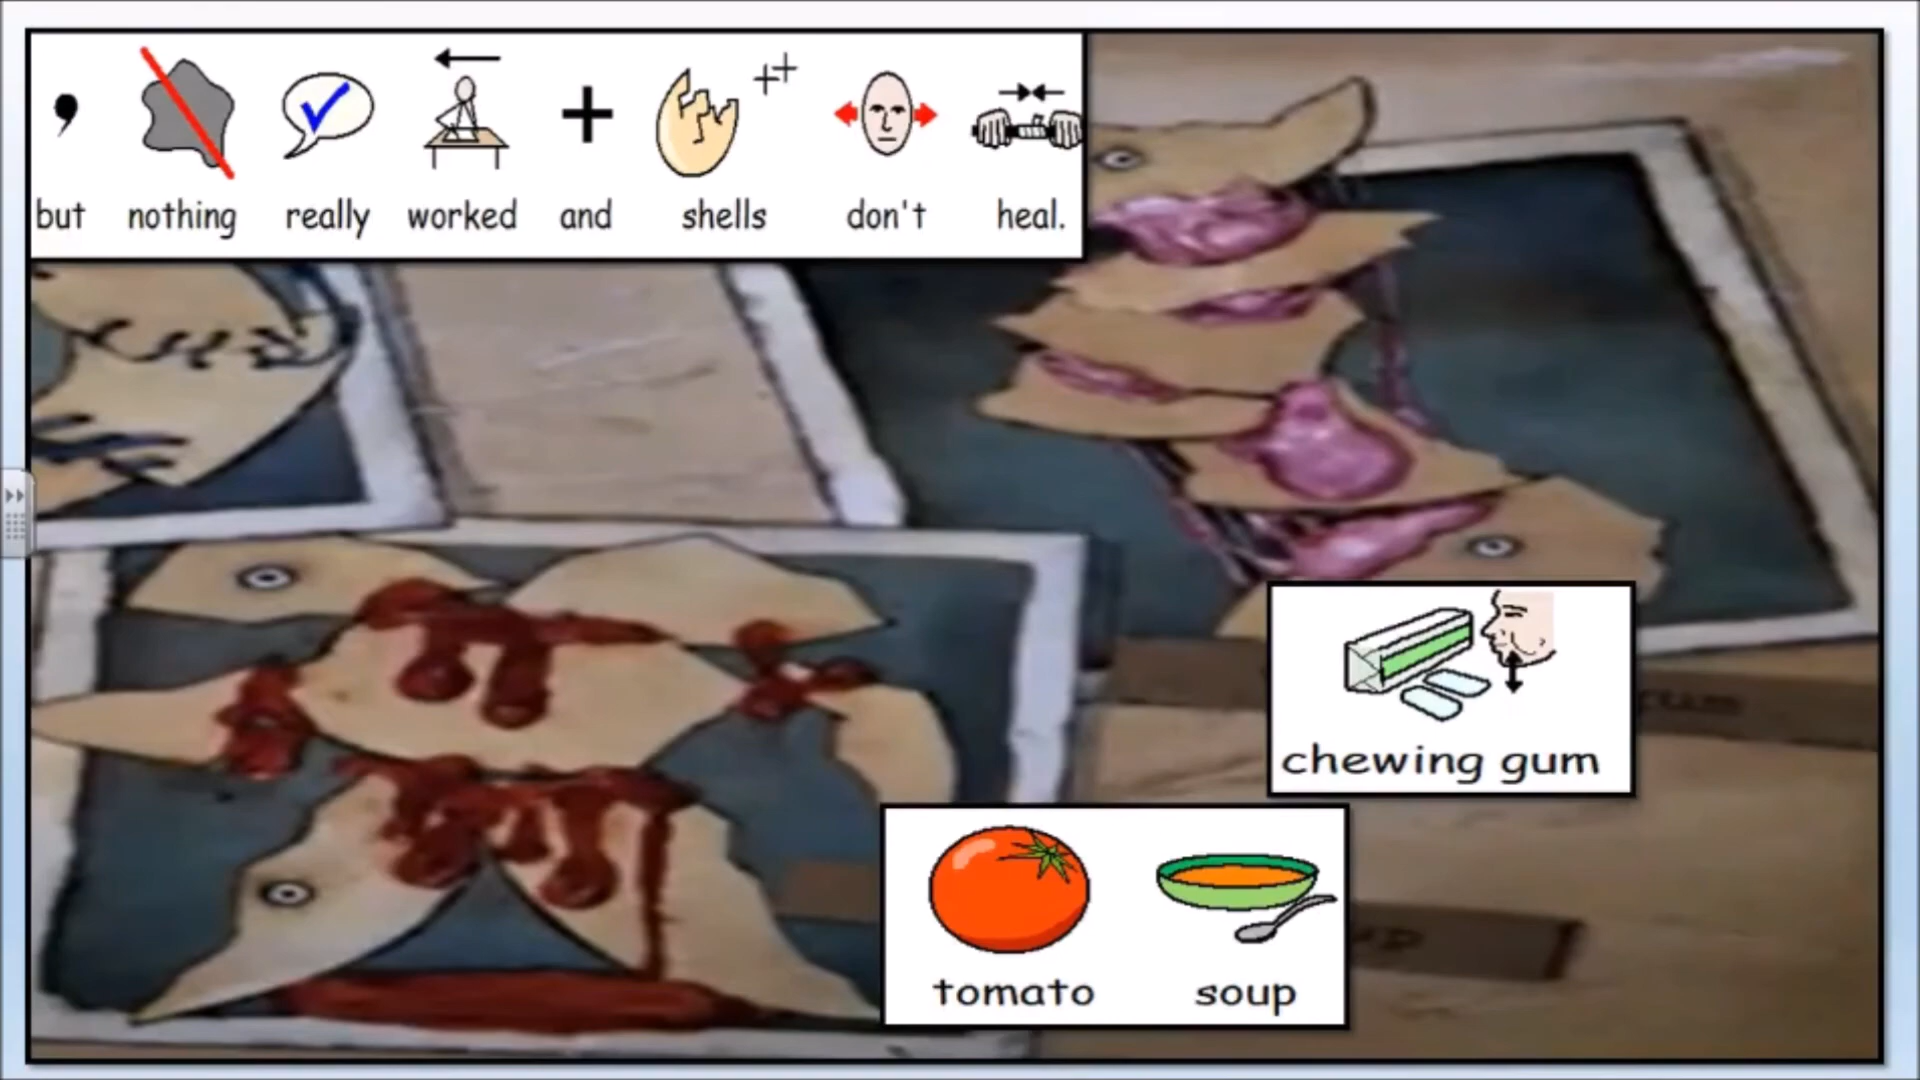 but nothing really worked and shells don't heal.
chewing gum
tomato soup